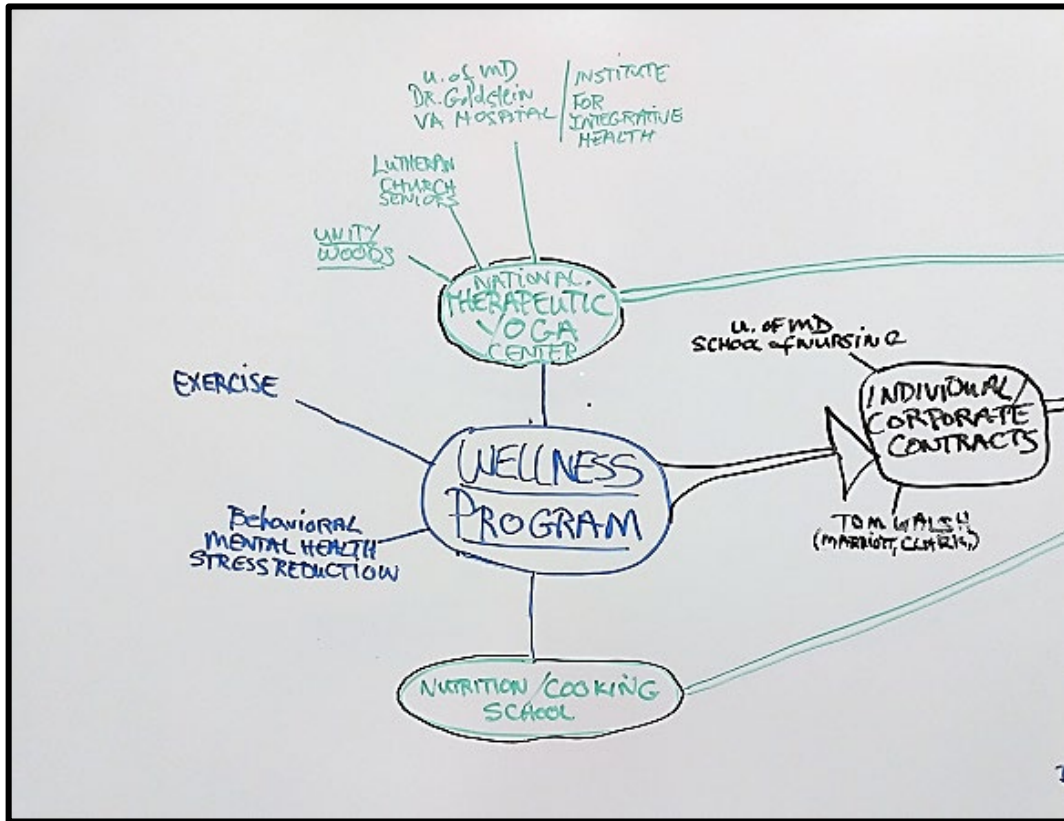 U. of MD
DR. Goldstein
VA HOSPITAL /
INSTITUTE
FOR
INTEGRATIVE
HEALTH
LUTHERAN
CHURCH
SENIORS
UNITY
WOODS
NATIONAL
THERAPEUTIC
YOGA
CENTER
U. OF MD
SCHOOL of NURSING
INDIVIDUAL/
CORPORATE
CONTRACTS
TOM WALSH
(MARRIOTT,
EXERCISE
WELLNESS
PROGRAM
Behavioral
MENTAL HEALTH
STRESS REDUCTION
NUTRITION/COOKING
SCHOOL